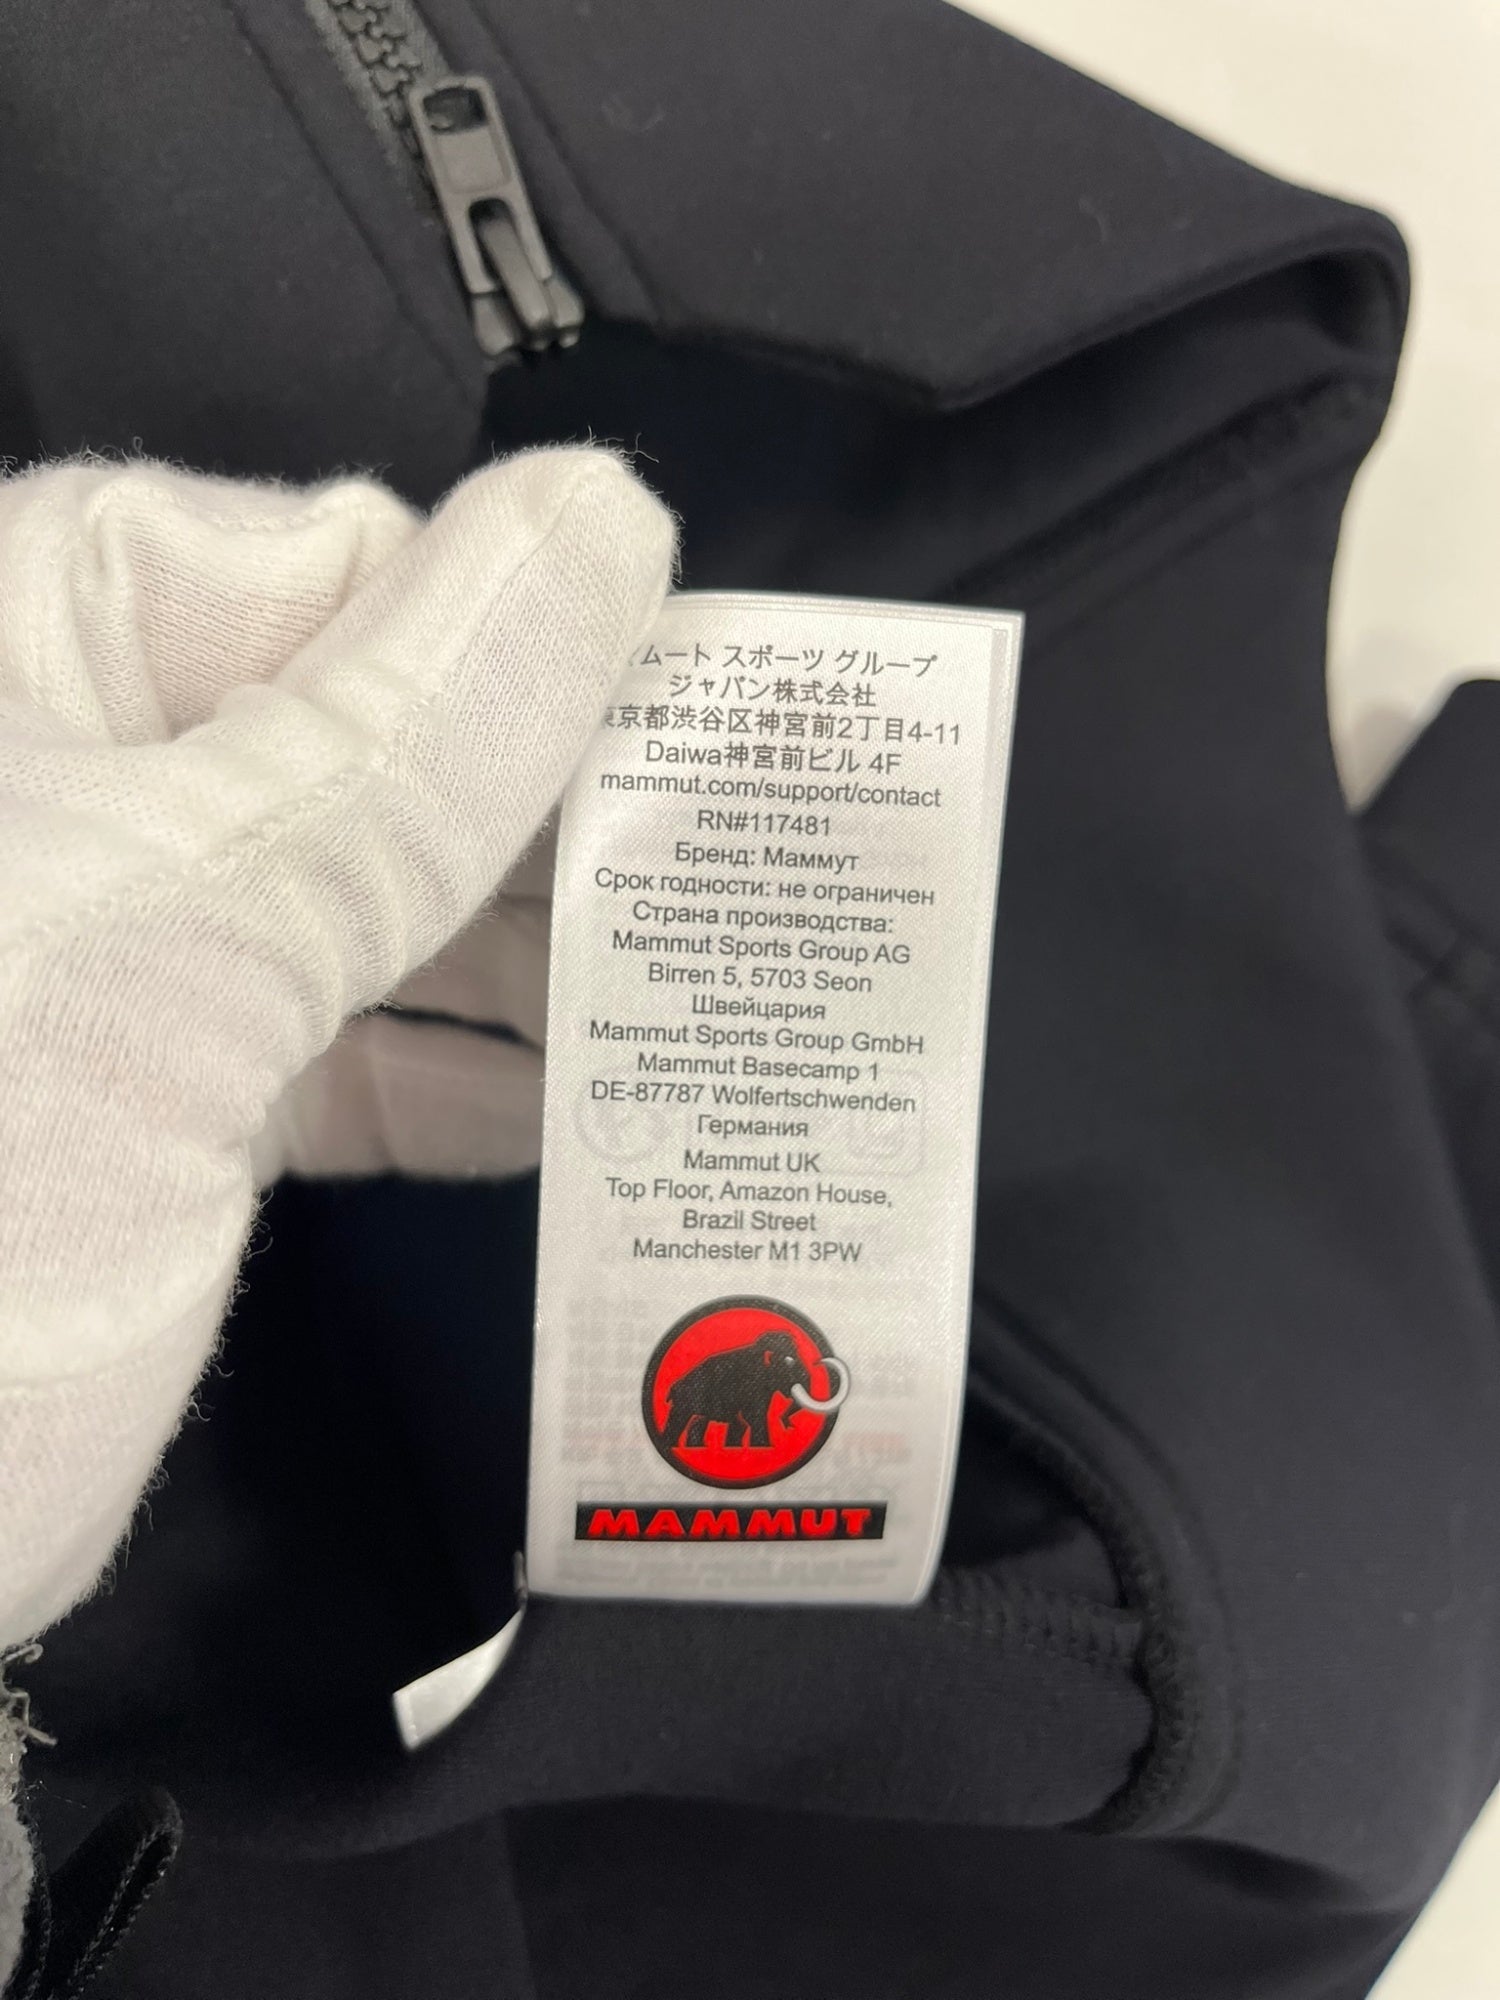 ムート スポーツ グループ
ジャパン株式会社
東京都渋谷区神宮前2丁目4-11
Daiwa神宮前ビル 4F
mammut.com/support/contact
RN#117481
Бренд: Маммут
Срок годности: не ограничен
Страна производства:
Mammut Sports Group AG
Birren 5, 5703 Seon
Швейцария
Mammut Sports Group GmbH
Mammut Basecamp 1
DE-87787 Wolfertschwenden
Германия
Mammut UK
Top Floor, Amazon House,
Brazil Street
Manchester M1 3PW
MAMMUT